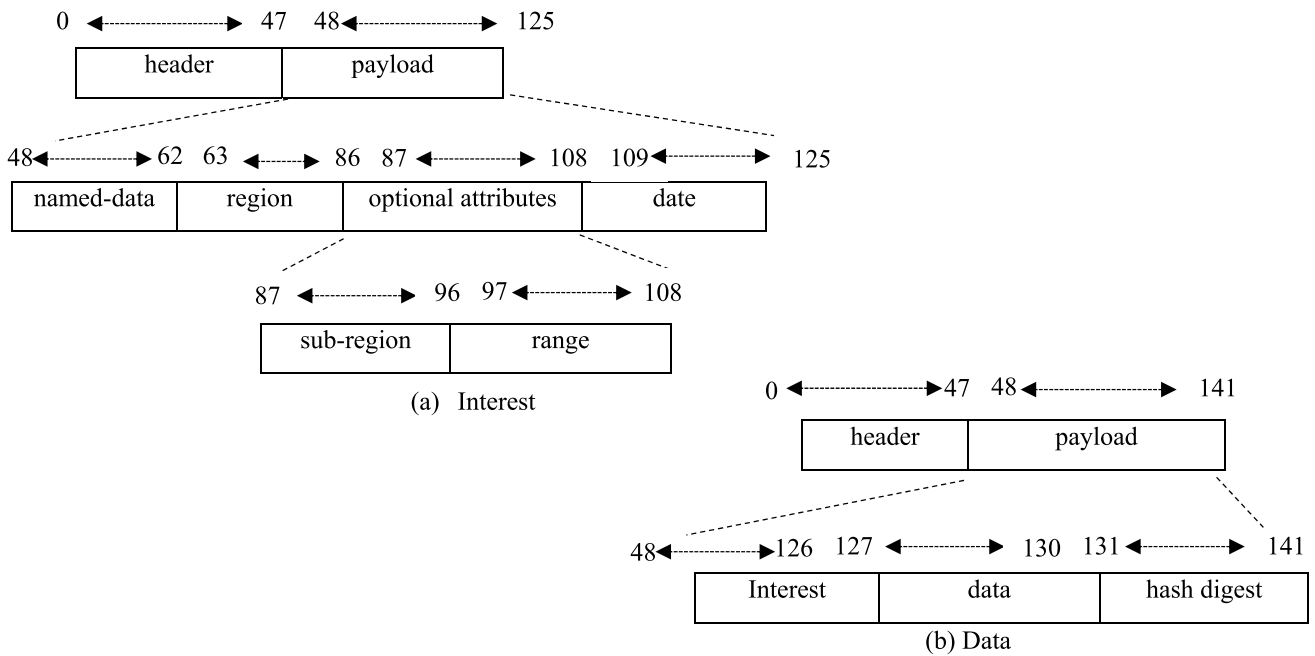 0 47 48 125
header payload
48 62 63 86 87 108 109 125
named-data region optional attributes date
87 96 97 108
sub-region range
(a) Interest
0 47 48 141
header payload
48 126 127 130 131 141
Interest data hash digest
(b) Data